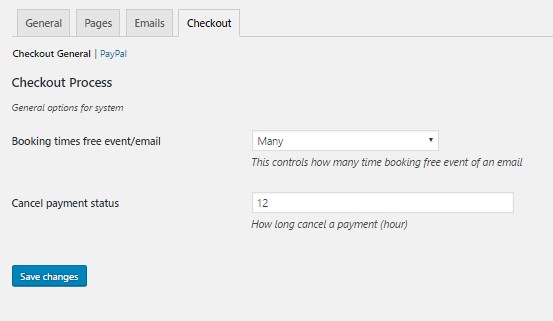 General Pages Emails Checkout
Checkout General | PayPal
Checkout Process
General options for system
Booking times free event/email Many
This controls how many time booking free event of an email
Cancel payment status 12
How long cancel a payment (hour)
Save changes